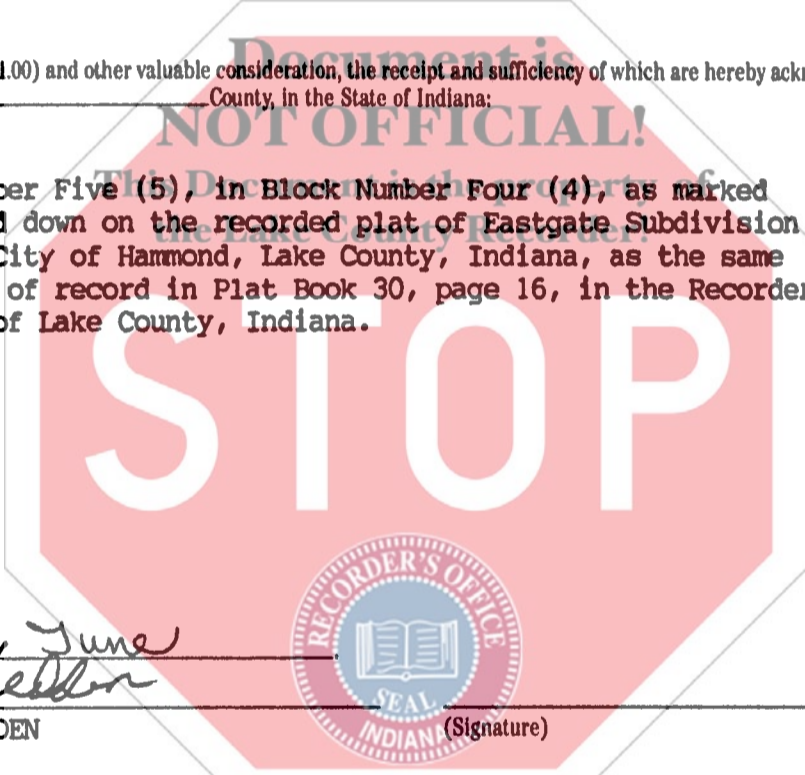 Document is
1.00) and other valuable consideration, the receipt and sufficiency of which are hereby ackn
County, in the State of Indiana:
NOT OFFICIAL!
This Document is the property of
ber Five (5), in Block Number Four (4), as marked
the Lake County Recorder!
d down on the recorded plat of Eastgate Subdivision
City of Hammond, Lake County, Indiana, as the same
of record in Plat Book 30, page 16, in the Recorder
of Lake County, Indiana.
STOP
RECORDER'S OFFICE
SEAL
INDIANA
June
DEN
(Signature)